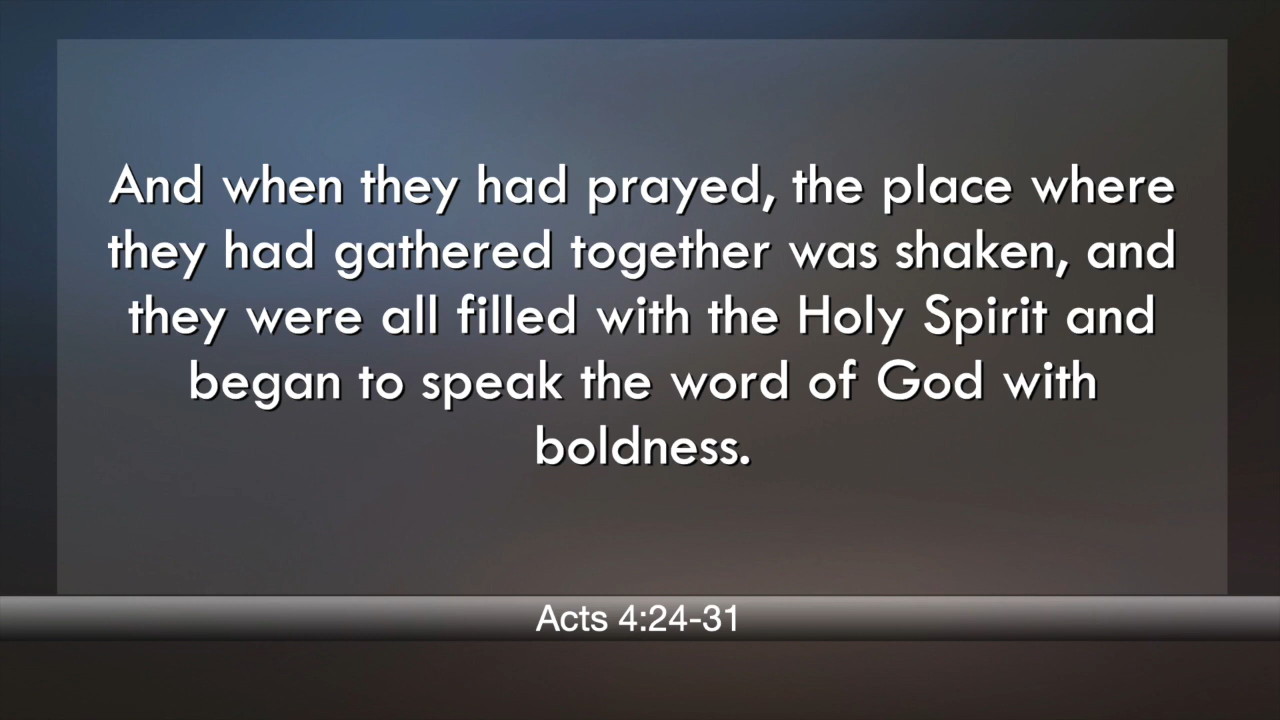 And when they had prayed, the place where
they had gathered together was shaken, and
they were all filled with the Holy Spirit and
began to speak the word of God with
boldness.
Acts 4:24-31